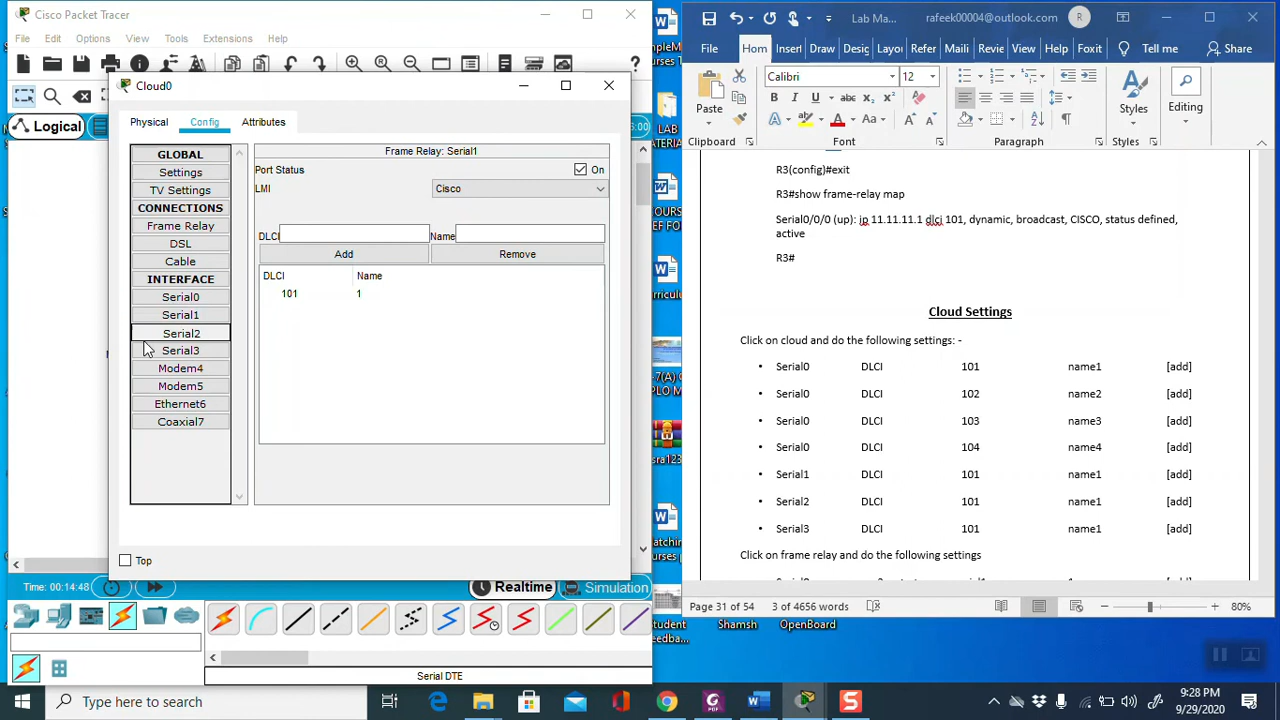 Cisco Packet Tracer
File Edit Options View Tools Extensions Help
Logical
Cloud0
Physical Config Attributes
GLOBAL
Settings
TV Settings
CONNECTIONS
Frame Relay
DSL
Cable
INTERFACE
Serial0
Serial1
Serial2
Serial3
Modem4
Modem5
Ethernet6
Coaxial7
Frame Relay: Serial1
Port Status On
LMI Cisco
DLCI Name
Add Remove
DLCI Name
101 1
Top
Time: 00:14:48
Realtime Simulation
Serial DTE
Lab Ma... rafeek00004@outlook.com R
File Hom Insert Draw Desig Layou Refer Maili Revie View Help Foxit Tell me Share
Calibri 12
Paste
Styles
Editing
Clipboard Font Paragraph Styles
R3(config)#exit
R3#show frame-relay map
Serial0/0/0 (up): ip 11.11.11.1 dlci 101, dynamic, broadcast, CISCO, status defined,
active
R3#
Cloud Settings
Click on cloud and do the following settings: -
• Serial0 DLCI 101 name1 [add]
• Serial0 DLCI 102 name2 [add]
• Serial0 DLCI 103 name3 [add]
• Serial0 DLCI 104 name4 [add]
• Serial1 DLCI 101 name1 [add]
• Serial2 DLCI 101 name1 [add]
• Serial3 DLCI 101 name1 [add]
Click on frame relay and do the following settings
Page 31 of 54 3 of 4656 words 80%
Shamsh
OpenBoard
Type here to search
9:28 PM
9/29/2020